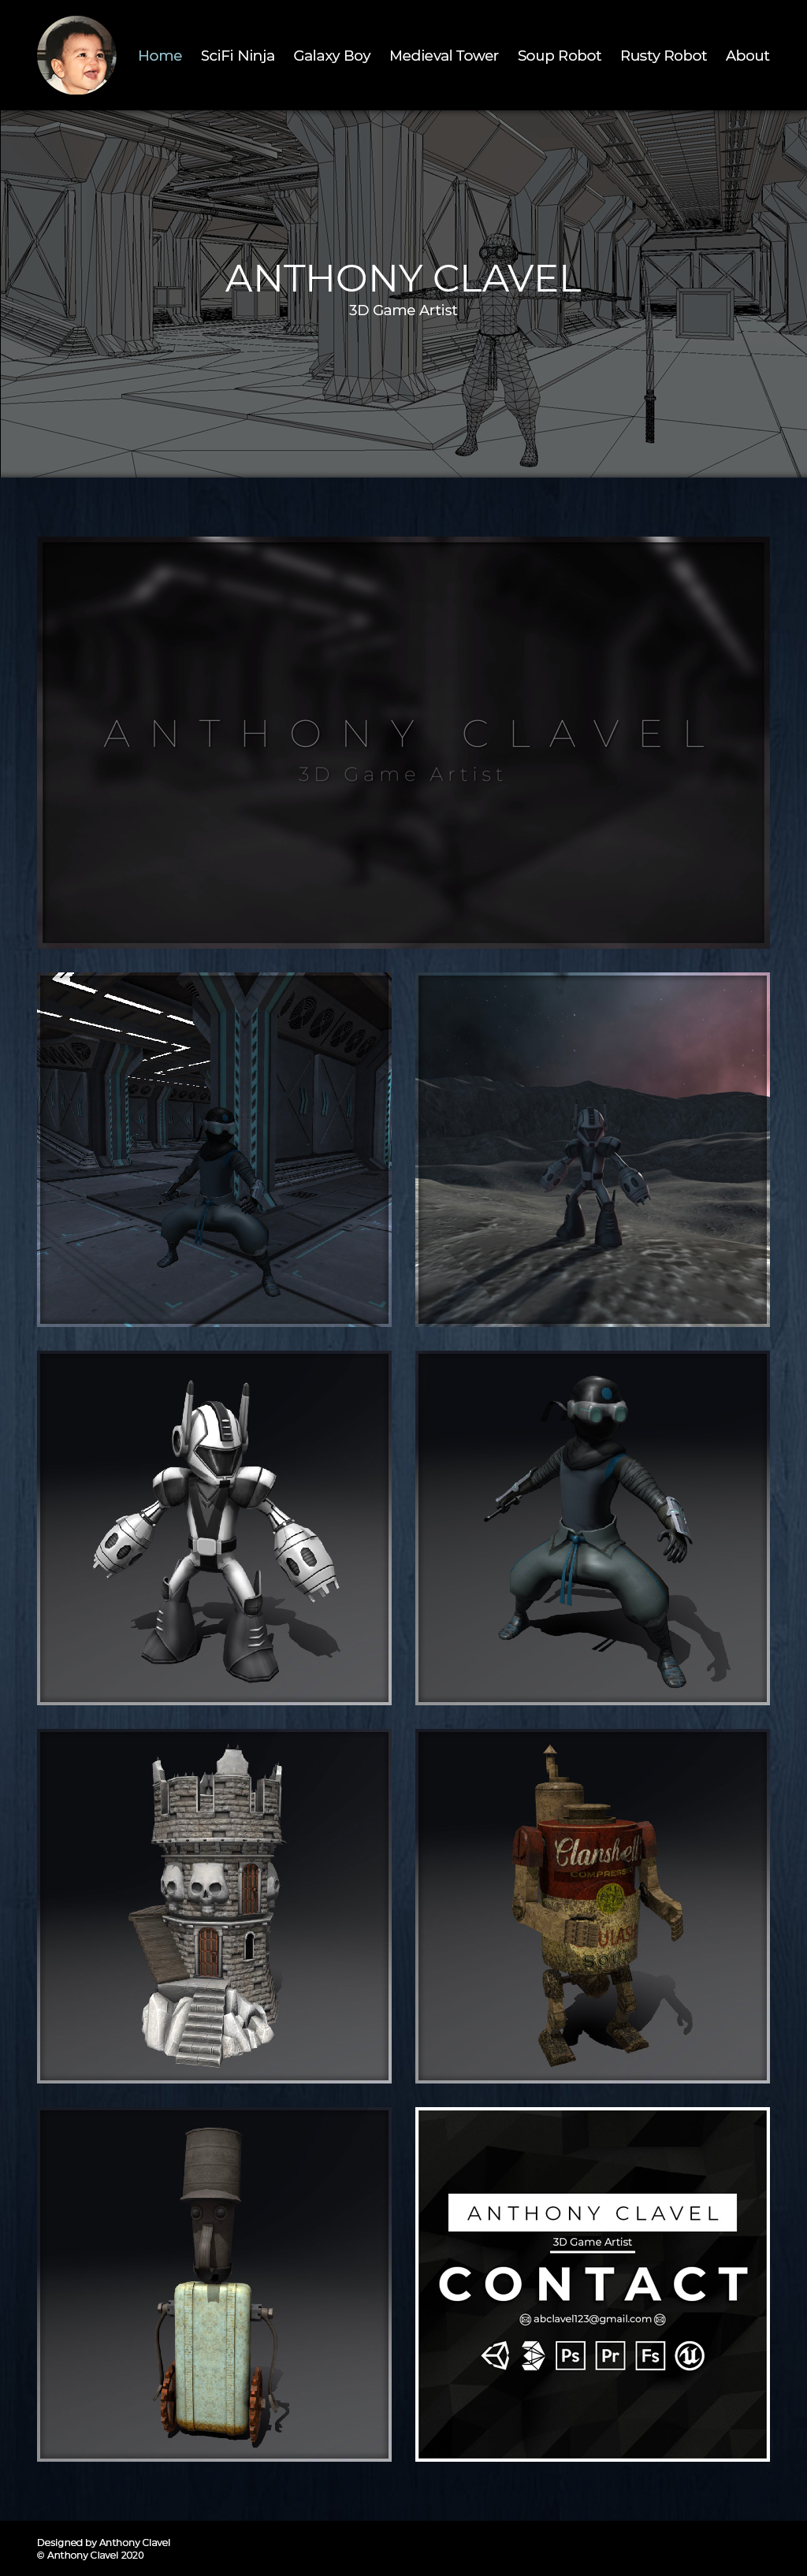 Home SciFi Ninja Galaxy Boy Medieval Tower Soup Robot Rusty Robot About
ANTHONY CLAVEL
3D Game Artist
ANTHONY CLAVEL
3D Game Artist
Clanshell
COMPRESS
SOUP
ANTHONY CLAVEL
3D Game Artist
CONTACT
abclavel123@gmail.com
Ps Pr Fs
Designed by Anthony Clavel
© Anthony Clavel 2020